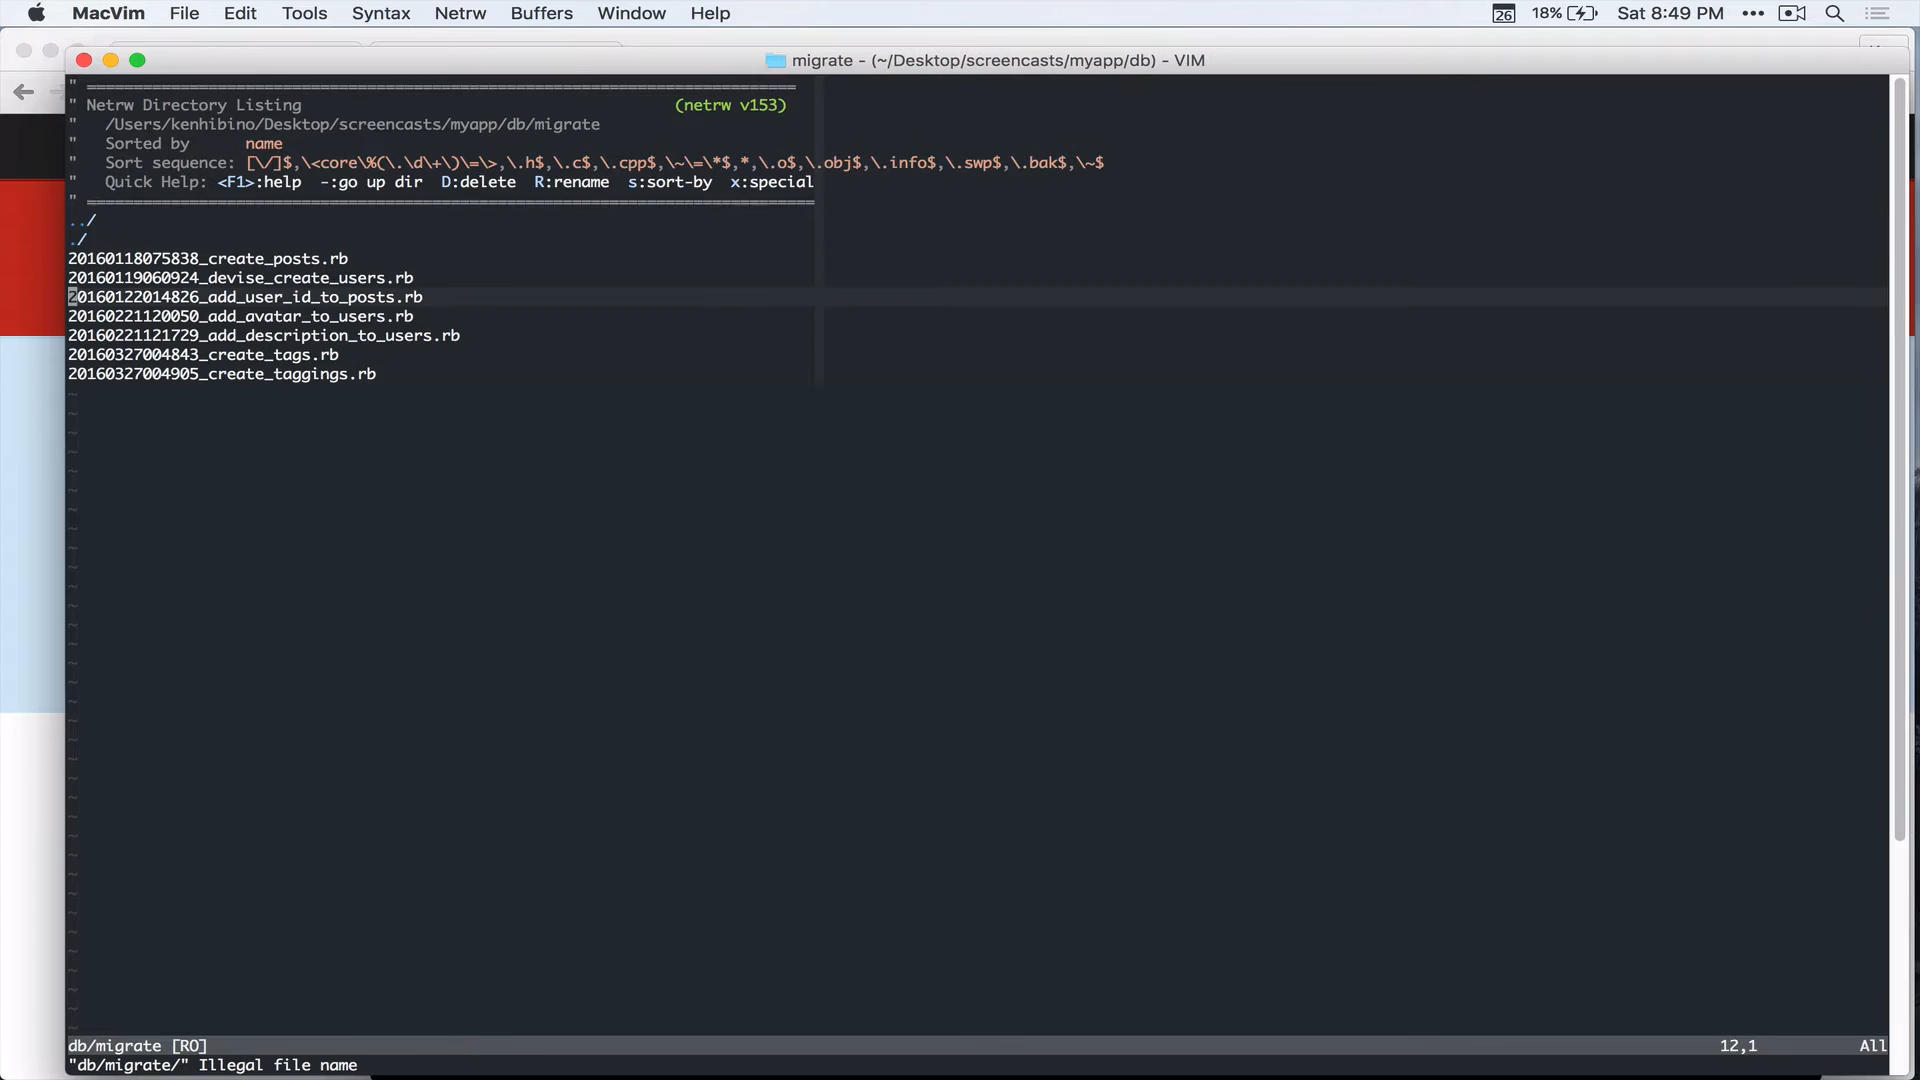 MacVim File Edit Tools Syntax Netrw Buffers Window Help 26 18% Sat 8:49 PM
migrate - (~/Desktop/screencasts/myapp/db) - VIM
" ==============================================================================
" Netrw Directory Listing (netrw v153)
" /Users/kenhibino/Desktop/screencasts/myapp/db/migrate
" Sorted by name
" Sort sequence: [\/]$,\<core\%(\.\d\+\)\=\>,\.h$,\.c$,\.cpp$,\~\=\*$,*,\.o$,\.obj$,\.info$,\.swp$,\.bak$,\~$
" Quick Help: <F1>:help -:go up dir D:delete R:rename s:sort-by x:special
" ==============================================================================
../
./
20160118075838_create_posts.rb
20160119060924_devise_create_users.rb
20160122014826_add_user_id_to_posts.rb
20160221120050_add_avatar_to_users.rb
20160221121729_add_description_to_users.rb
20160327004843_create_tags.rb
20160327004905_create_taggings.rb
db/migrate [RO] 12,1 All
"db/migrate/" Illegal file name